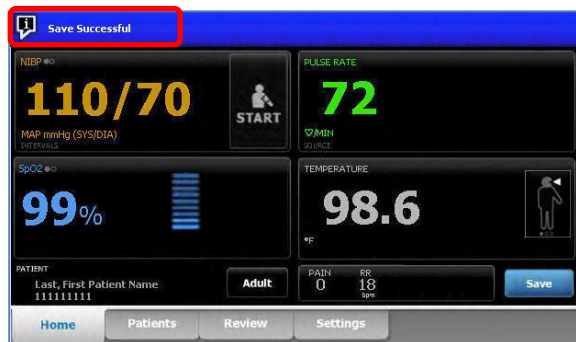 Save Successful
NIBP
110/70
MAP mmHg (SYS/DIA)
INTERVALS
START
PULSE RATE
72
/MIN
SOURCE
SpO2
99%
TEMPERATURE
98.6
°F
PATIENT
Last, First Patient Name
111111111
Adult
PAIN
0
RR
18
bpm
Save
Home
Patients
Review
Settings